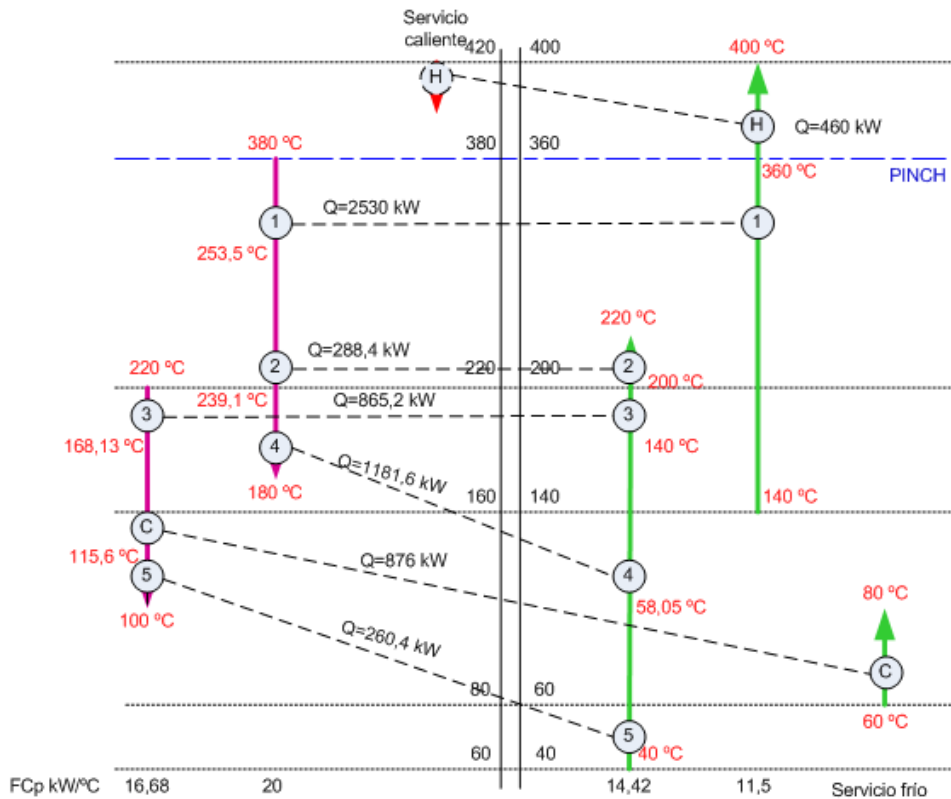 Servicio
caliente
420 400
H
400 ºC
H
Q=460 kW
380 ºC
380 360
360 ºC
PINCH
1
Q=2530 kW
1
253,5 ºC
220 ºC
2
Q=288,4 kW
220 200
2
220 ºC
200 ºC
239,1 ºC
Q=865,2 kW
3
3
168,13 ºC
140 ºC
4
Q=1181,6 kW
180 ºC
160 140
140 ºC
C
Q=876 kW
115,6 ºC
5
4
100 ºC
58,05 ºC
80 ºC
Q=260,4 kW
C
80 60
60 ºC
5
60 40
40 ºC
FCp kW/ºC 16,68 20 14,42 11,5 Servicio frío